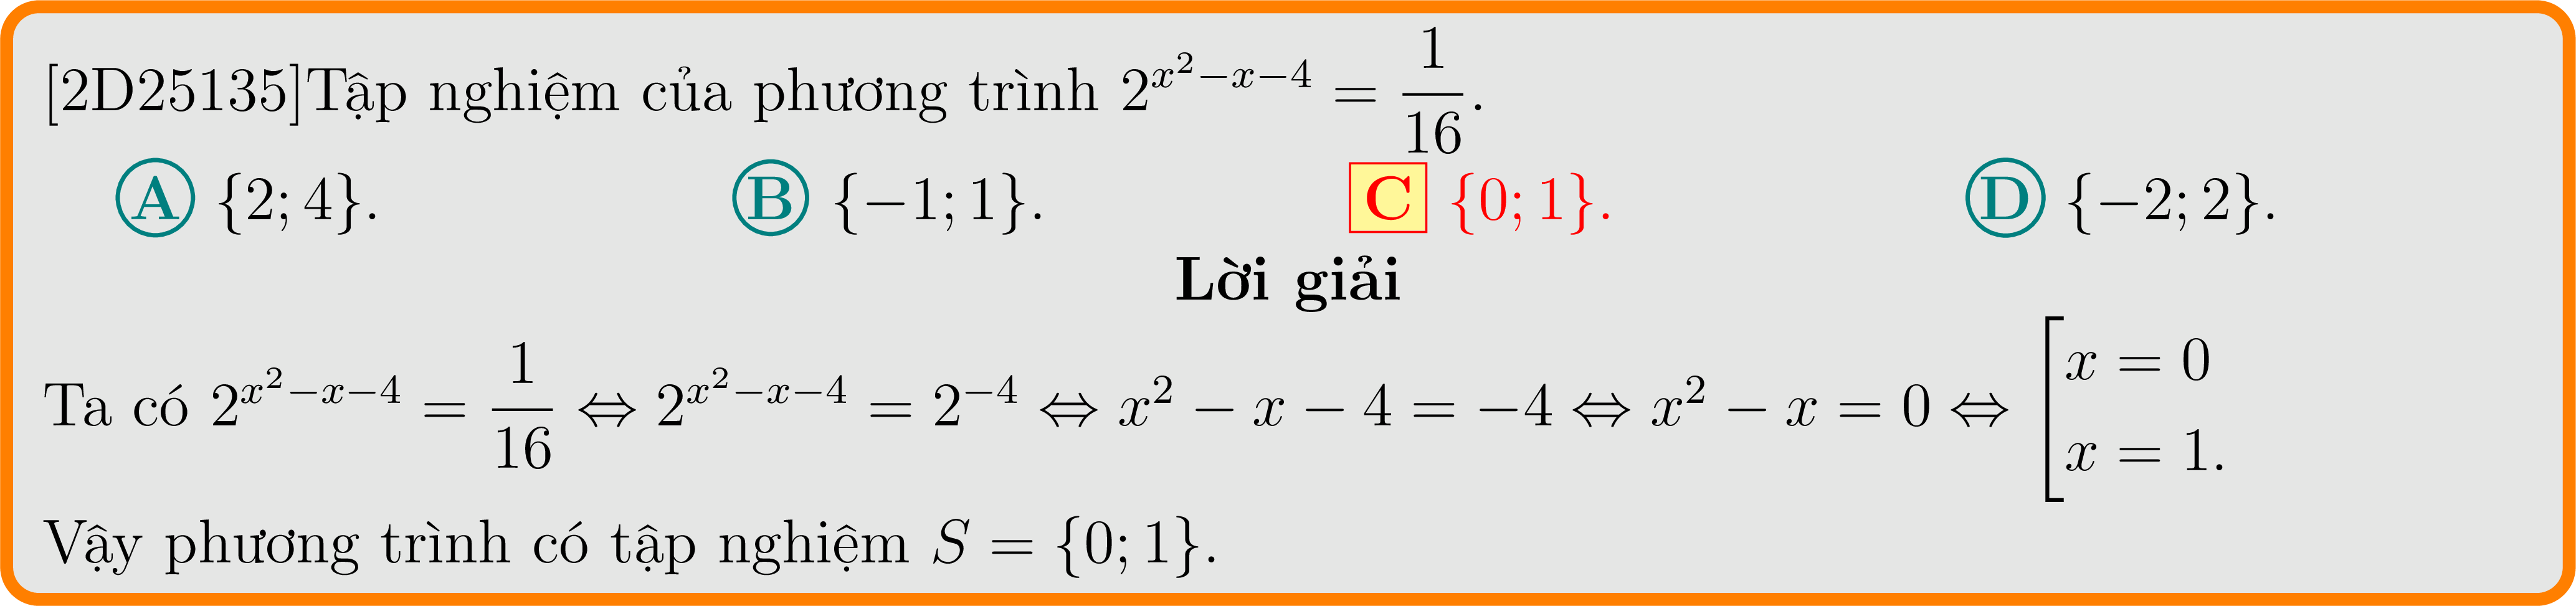 [2D25135]Tập nghiệm của phương trình $2^{x^2-x-4} = \dfrac{1}{16}$.
A {2; 4}. B {−1; 1}. C {0; 1}. D {−2; 2}.
Lời giải
Ta có $2^{x^2-x-4} = \dfrac{1}{16} \Leftrightarrow 2^{x^2-x-4} = 2^{-4} \Leftrightarrow x^2 - x - 4 = -4 \Leftrightarrow x^2 - x = 0 \Leftrightarrow \left[\begin{array}{l} x = 0 \\ x = 1. \end{array}\right.$
Vậy phương trình có tập nghiệm $S = \{0; 1\}$.